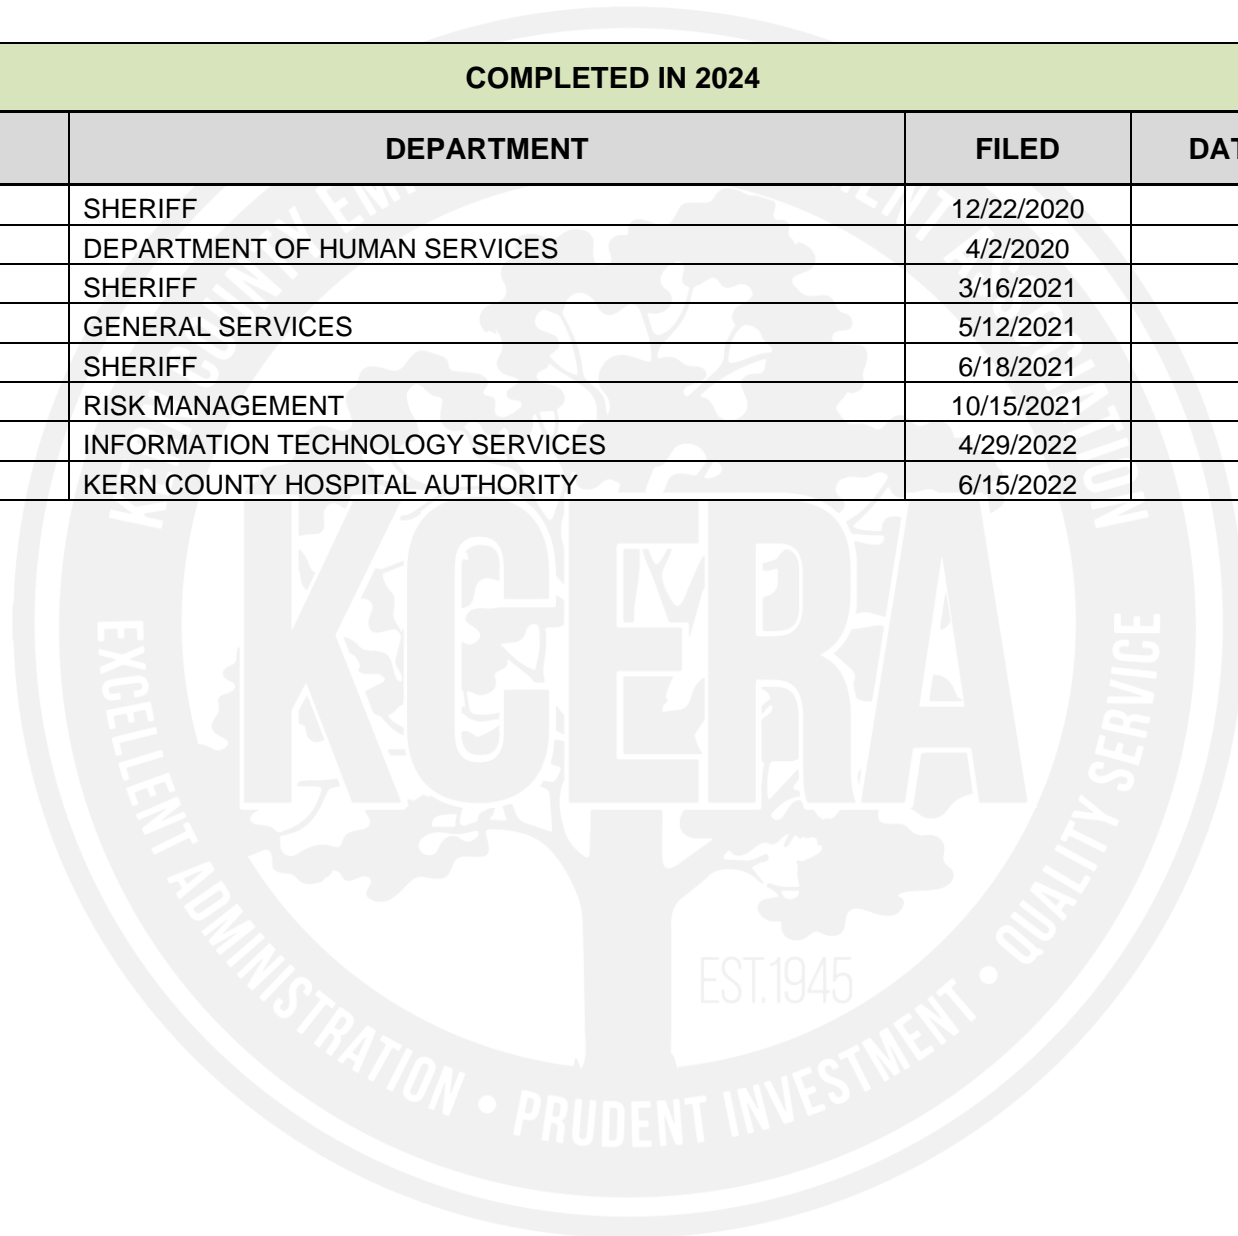 COMPLETED IN 2024
DEPARTMENT FILED DAT
SHERIFF 12/22/2020
DEPARTMENT OF HUMAN SERVICES 4/2/2020
SHERIFF 3/16/2021
GENERAL SERVICES 5/12/2021
SHERIFF 6/18/2021
RISK MANAGEMENT 10/15/2021
INFORMATION TECHNOLOGY SERVICES 4/29/2022
KERN COUNTY HOSPITAL AUTHORITY 6/15/2022
KCERA
EST.1945
EXCELLENT ADMINISTRATION • PRUDENT INVESTMENT • QUALITY SERVICE